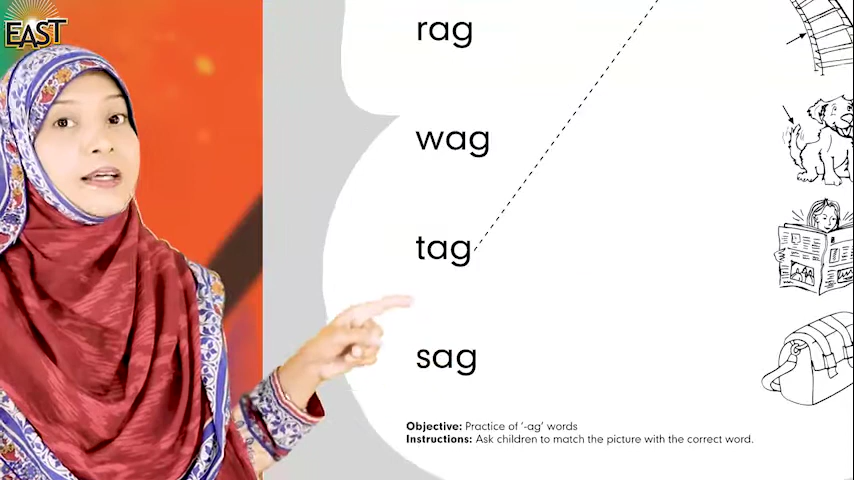 EAST
rag
wag
tag
sag
Objective: Practice of ‘-ag’ words
Instructions: Ask children to match the picture with the correct word.